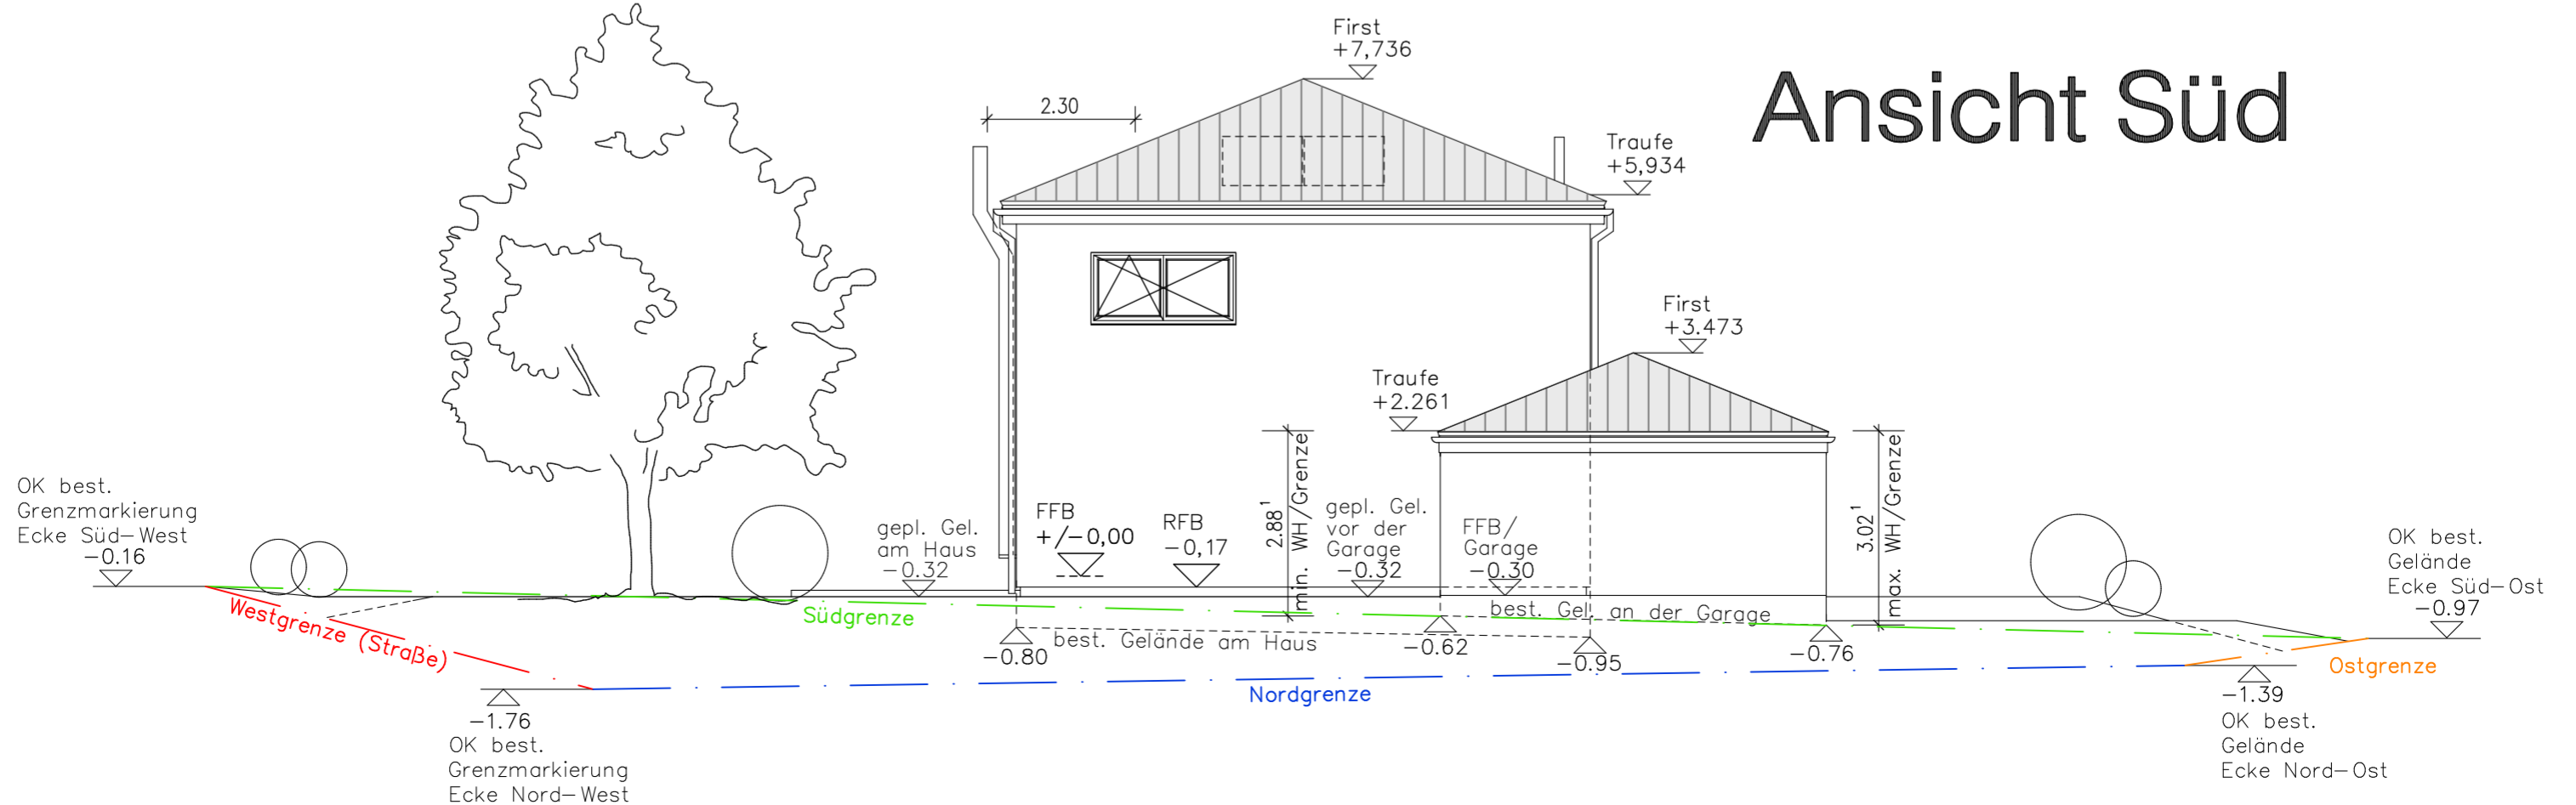 Ansicht Süd
First
+7,736
2.30
Traufe
+5,934
First
+3.473
Traufe
+2.261
OK best.
Grenzmarkierung
Ecke Süd-West
-0.16
gepl. Gel.
am Haus
-0.32
FFB
+/-0,00
RFB
-0,17
2.88¹
min. WH/Grenze
gepl. Gel.
vor der
Garage
-0.32
FFB/
Garage
-0.30
3.02¹
max. WH/Grenze
OK best.
Gelände
Ecke Süd-Ost
-0.97
Westgrenze (Straße)
Südgrenze
best. Gel. an der Garage
best. Gelände am Haus
-0.80
-0.62
-0.95
-0.76
Ostgrenze
Nordgrenze
-1.76
OK best.
Grenzmarkierung
Ecke Nord-West
-1.39
OK best.
Gelände
Ecke Nord-Ost